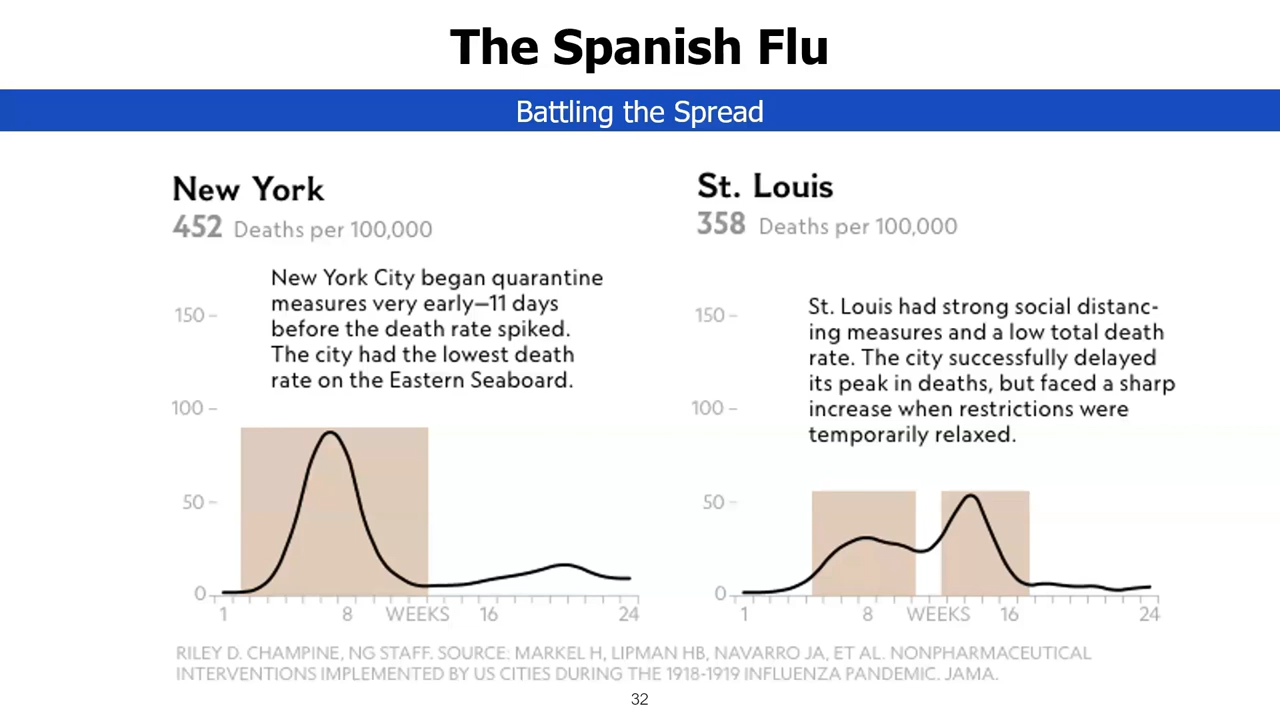 The Spanish Flu
Battling the Spread
New York
452 Deaths per 100,000
New York City began quarantine
measures very early—11 days
before the death rate spiked.
The city had the lowest death
rate on the Eastern Seaboard.
150
100
50
0
1 8 WEEKS 16 24
St. Louis
358 Deaths per 100,000
St. Louis had strong social distanc-
ing measures and a low total death
rate. The city successfully delayed
its peak in deaths, but faced a sharp
increase when restrictions were
temporarily relaxed.
150
100
50
0
1 8 WEEKS 16 24
RILEY D. CHAMPINE, NG STAFF. SOURCE: MARKEL H, LIPMAN HB, NAVARRO JA, ET AL. NONPHARMACEUTICAL
INTERVENTIONS IMPLEMENTED BY US CITIES DURING THE 1918-1919 INFLUENZA PANDEMIC. JAMA.
32